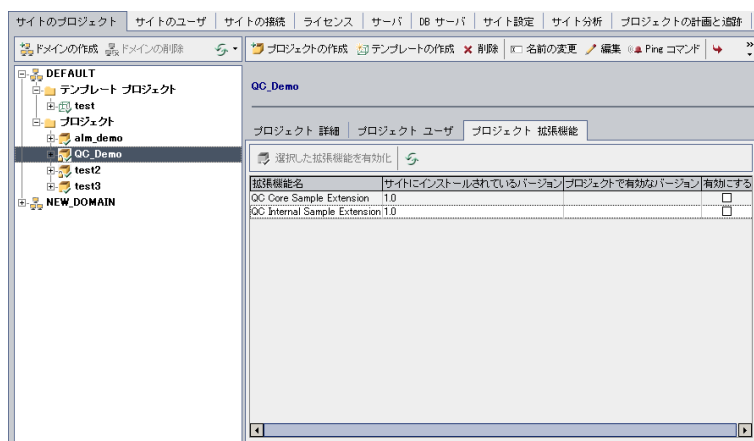 サイトのプロジェクト サイトのユーザ サイトの接続 ライセンス サーバ DB サーバ サイト設定 サイト分析 プロジェクトの計画と追跡
ドメインの作成 ドメインの削除 プロジェクトの作成 テンプレートの作成 削除 名前の変更 編集 Ping コマンド
DEFAULT
テンプレート プロジェクト
test
プロジェクト
alm_demo
QC_Demo
test2
test3
NEW_DOMAIN
QC_Demo
プロジェクト 詳細 プロジェクト ユーザ プロジェクト 拡張機能
選択した拡張機能を有効化
拡張機能名 サイトにインストールされているバージョン プロジェクトで有効なバージョン 有効にする
QC Core Sample Extension 1.0
QC Internal Sample Extension 1.0